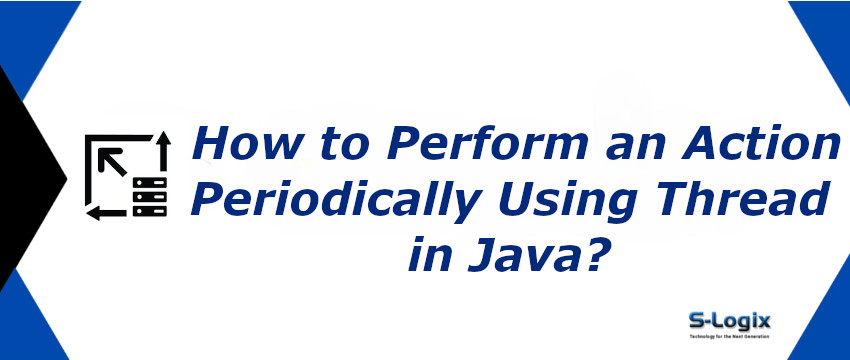 How to Perform an Action
Periodically Using Thread
in Java?
S-Logix
Technology for the Next Generation